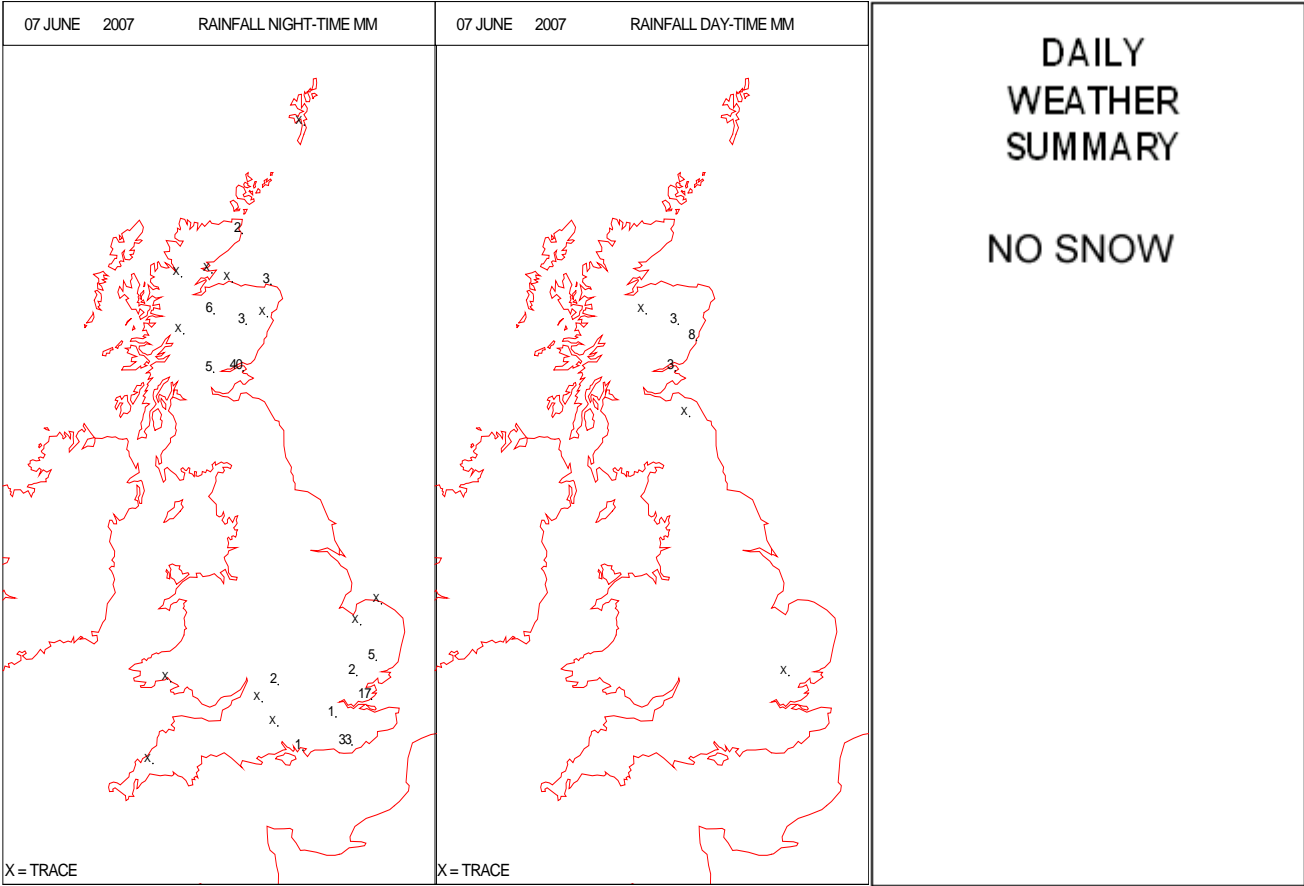 07 JUNE 2007 RAINFALL NIGHT-TIME MM
X
2
X X X 3
6 3 X
X
5 40
X
X
5
X 2 2
X 17
X 1
1 33
X
X = TRACE
07 JUNE 2007 RAINFALL DAY-TIME MM
X 3
8
3
X
X
X = TRACE
DAILY
WEATHER
SUMMARY
NO SNOW